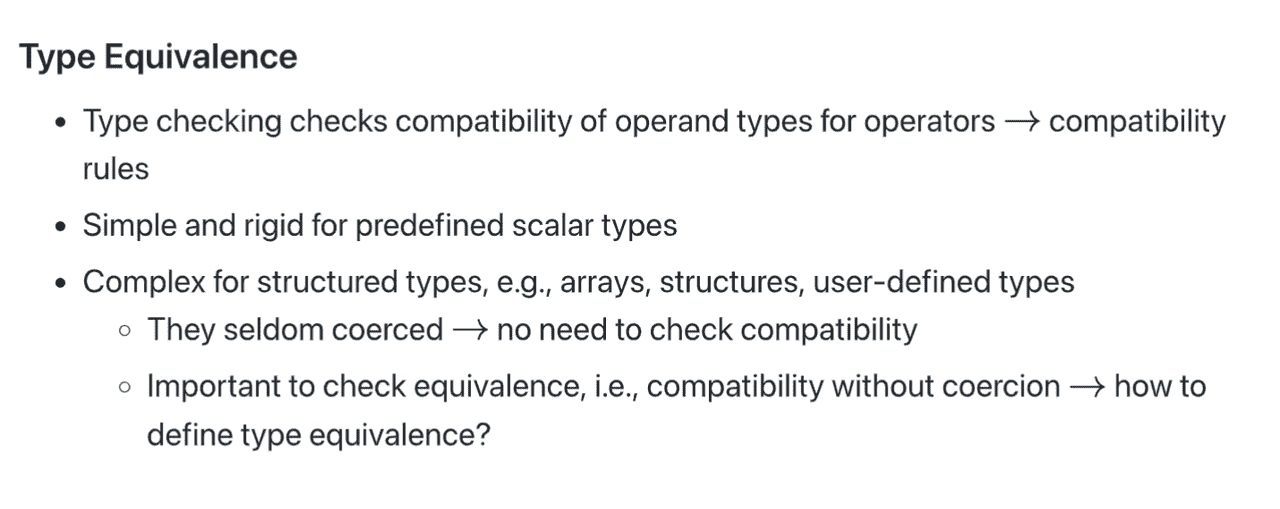 Type Equivalence
• Type checking checks compatibility of operand types for operators → compatibility
rules
• Simple and rigid for predefined scalar types
• Complex for structured types, e.g., arrays, structures, user-defined types
◦ They seldom coerced → no need to check compatibility
◦ Important to check equivalence, i.e., compatibility without coercion → how to
define type equivalence?